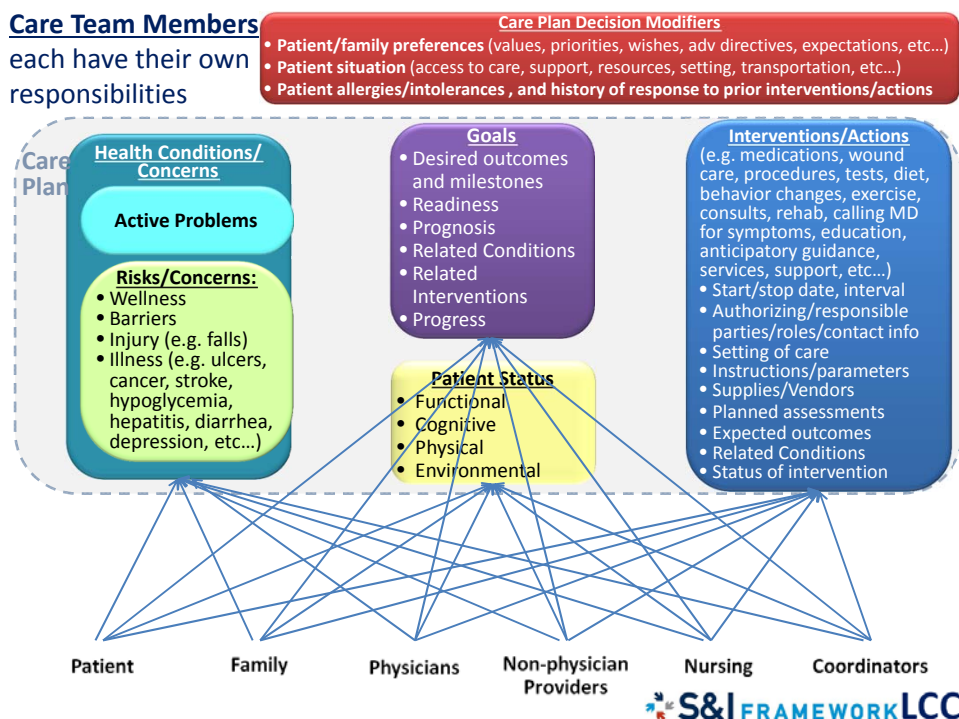 Care Team Members
each have their own
responsibilities
Care Plan Decision Modifiers
• Patient/family preferences (values, priorities, wishes, adv directives, expectations, etc…)
• Patient situation (access to care, support, resources, setting, transportation, etc…)
• Patient allergies/intolerances , and history of response to prior interventions/actions
Care
Plan
Health Conditions/
Concerns
Active Problems
Risks/Concerns:
• Wellness
• Barriers
• Injury (e.g. falls)
• Illness (e.g. ulcers,
cancer, stroke,
hypoglycemia,
hepatitis, diarrhea,
depression, etc…)
Goals
• Desired outcomes
and milestones
• Readiness
• Prognosis
• Related Conditions
• Related
Interventions
• Progress
Patient Status
• Functional
• Cognitive
• Physical
• Environmental
Interventions/Actions
(e.g. medications, wound
care, procedures, tests, diet,
behavior changes, exercise,
consults, rehab, calling MD
for symptoms, education,
anticipatory guidance,
services, support, etc…)
• Start/stop date, interval
• Authorizing/responsible
parties/roles/contact info
• Setting of care
• Instructions/parameters
• Supplies/Vendors
• Planned assessments
• Expected outcomes
• Related Conditions
• Status of intervention
Patient
Family
Physicians
Non-physician
Providers
Nursing
Coordinators
S&I FRAMEWORK LCC